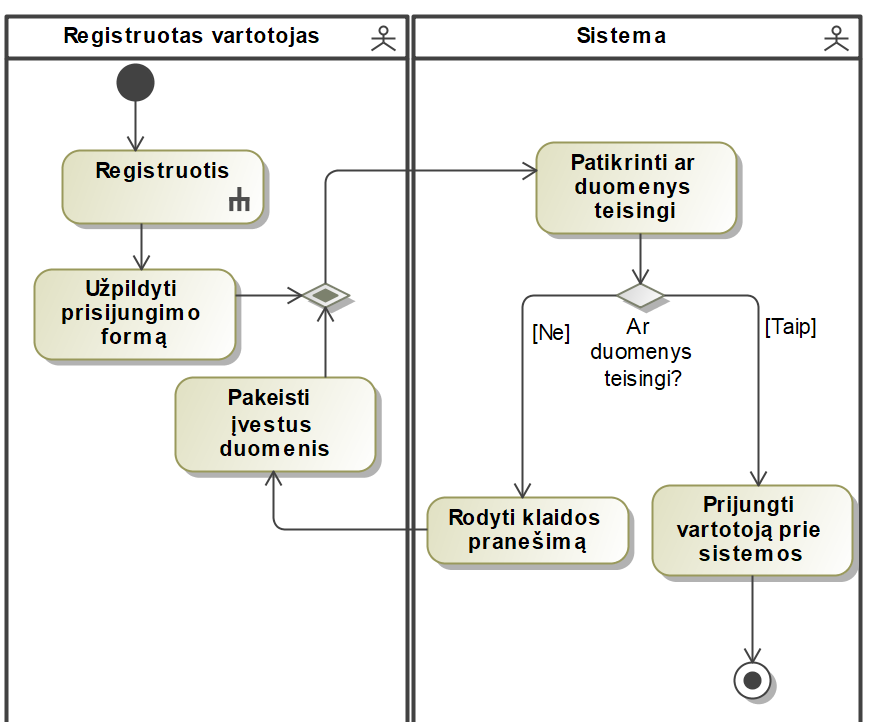 Registruotas vartotojas
Sistema
Registruotis
Patikrinti ar
duomenys
teisingi
Užpildyti
prisijungimo
formą
[Ne]
Ar
duomenys
teisingi?
[Taip]
Pakeisti
įvestus
duomenis
Rodyti klaidos
pranešimą
Prijungti
vartotoją prie
sistemos